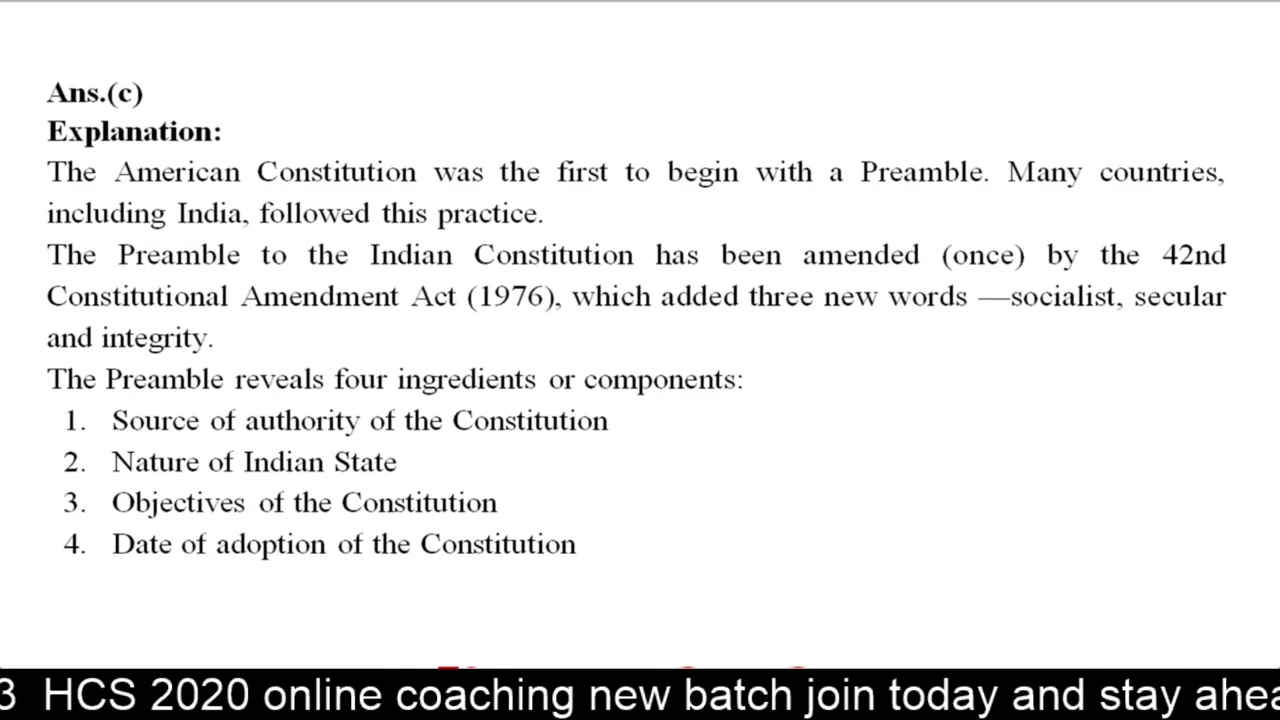 Ans.(c)
Explanation:
The American Constitution was the first to begin with a Preamble. Many countries,
including India, followed this practice.
The Preamble to the Indian Constitution has been amended (once) by the 42nd
Constitutional Amendment Act (1976), which added three new words —socialist, secular
and integrity.
The Preamble reveals four ingredients or components:
1. Source of authority of the Constitution
2. Nature of Indian State
3. Objectives of the Constitution
4. Date of adoption of the Constitution
3 HCS 2020 online coaching new batch join today and stay